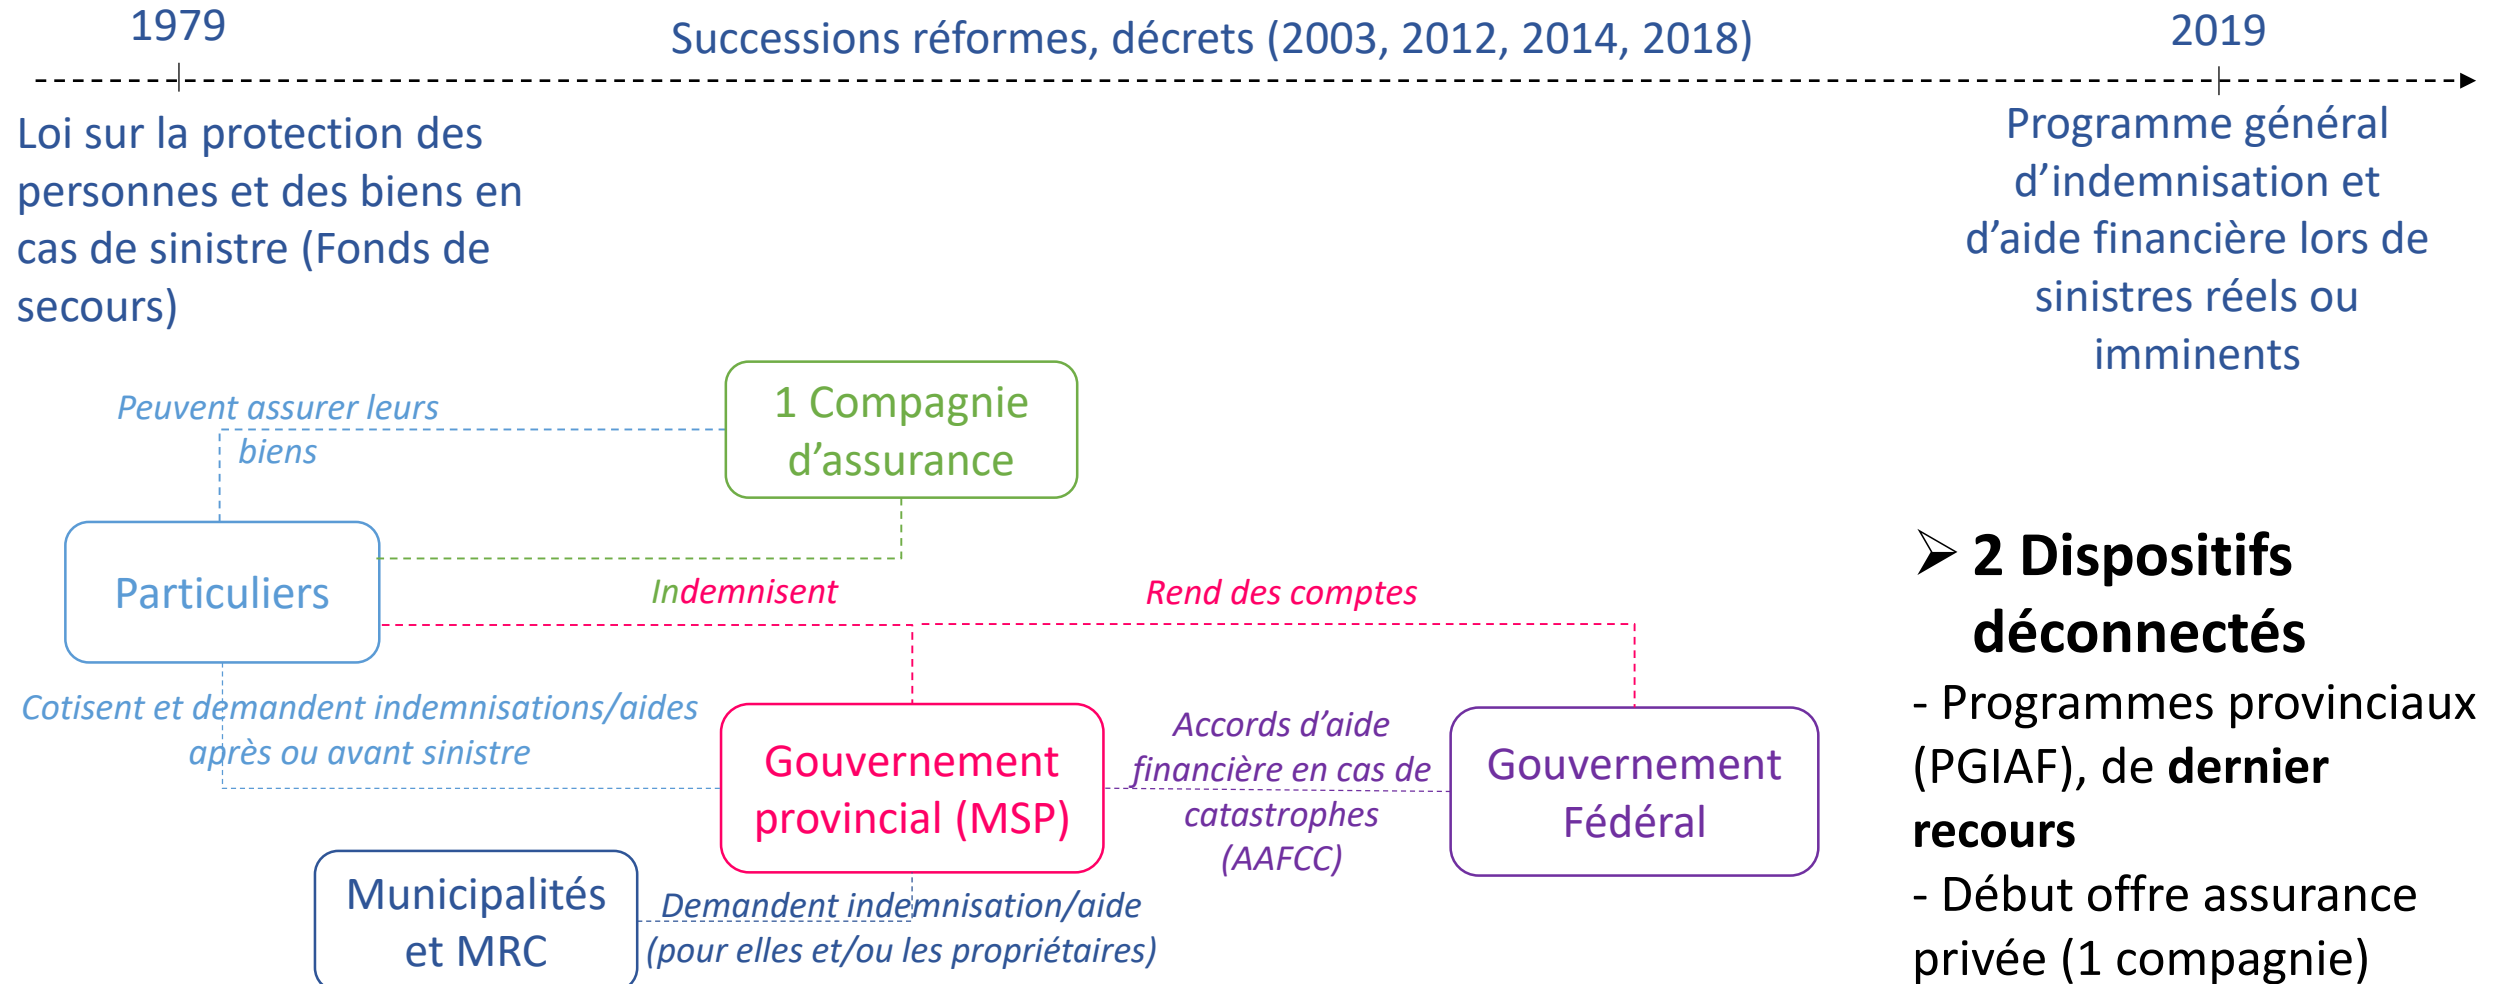 1979
Successions réformes, décrets (2003, 2012, 2014, 2018)
2019
Loi sur la protection des
personnes et des biens en
cas de sinistre (Fonds de
secours)
Programme général
d’indemnisation et
d’aide financière lors de
sinistres réels ou
imminents
Peuvent assurer leurs
biens
1 Compagnie
d’assurance
Particuliers
Indemnisent
Rend des comptes
Cotisent et demandent indemnisations/aides
après ou avant sinistre
Gouvernement
provincial (MSP)
Accords d’aide
financière en cas de
catastrophes
(AAFCC)
Gouvernement
Fédéral
Municipalités
et MRC
Demandent indemnisation/aide
(pour elles et/ou les propriétaires)
➢ 2 Dispositifs
déconnectés
- Programmes provinciaux
(PGIAF), de dernier
recours
- Début offre assurance
privée (1 compagnie)